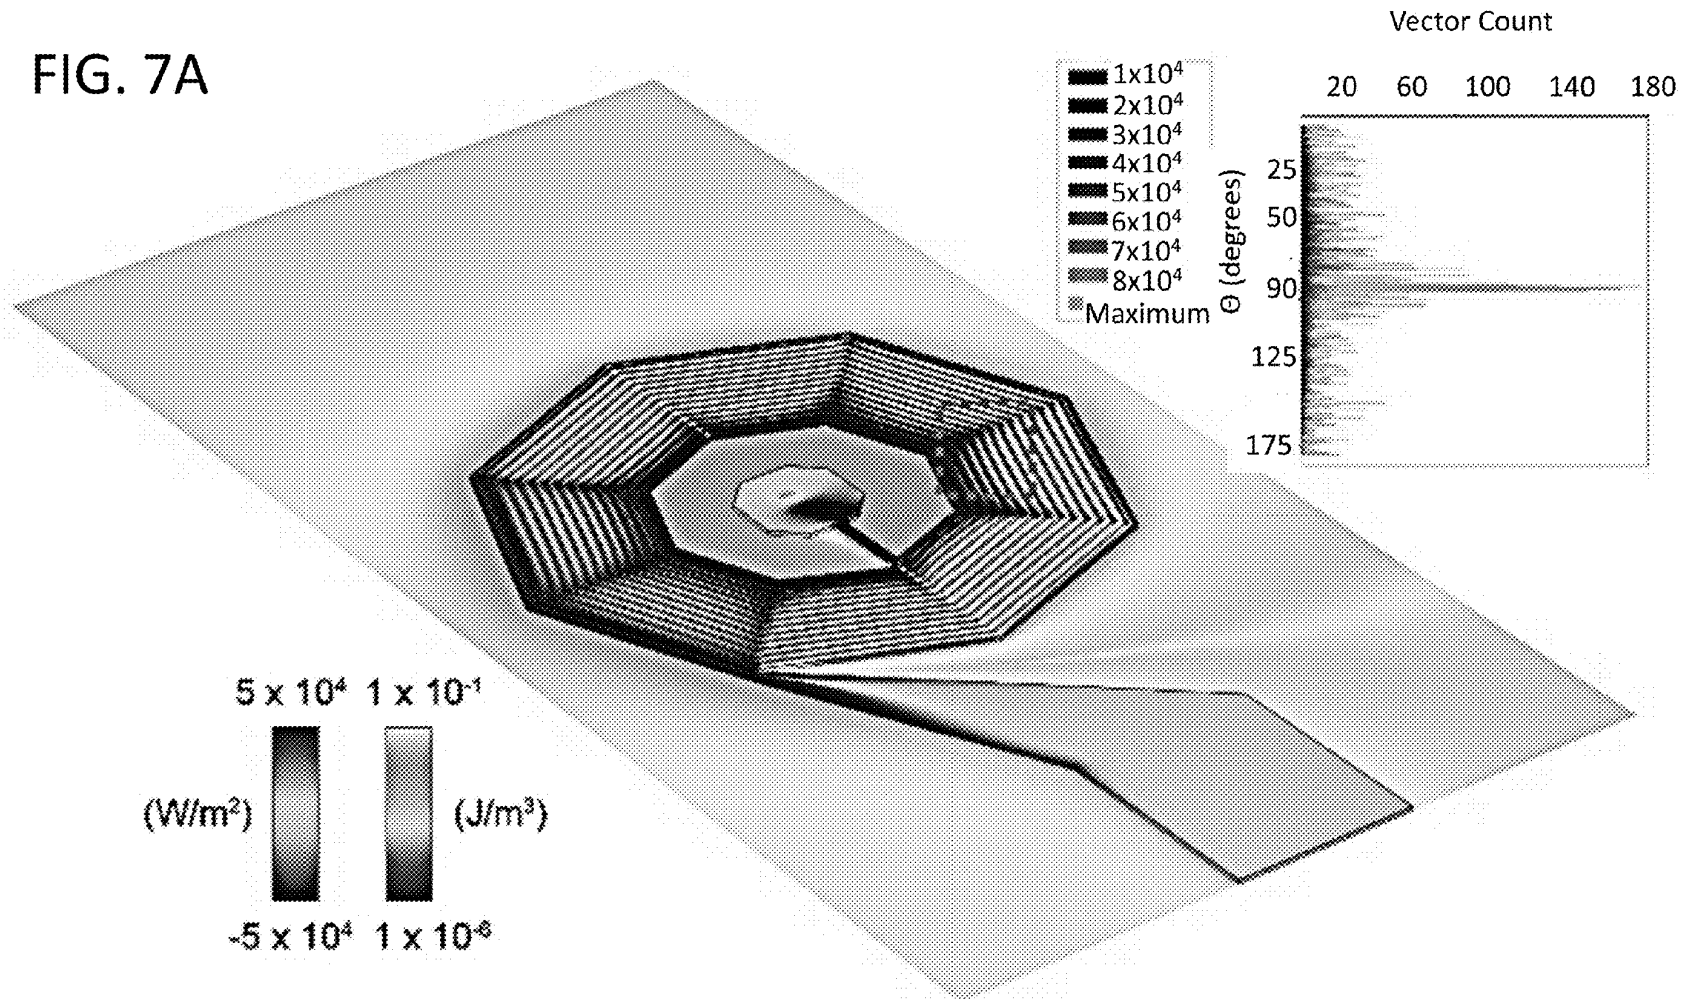 FIG. 7A
Vector Count
20 60 100 140 180
1x10⁴
2x10⁴
3x10⁴
4x10⁴
5x10⁴
6x10⁴
7x10⁴
8x10⁴
Maximum
Θ (degrees)
25
50
90
125
175
5 x 10⁴ 1 x 10⁻¹
(W/m²) (J/m³)
-5 x 10⁴ 1 x 10⁻⁶